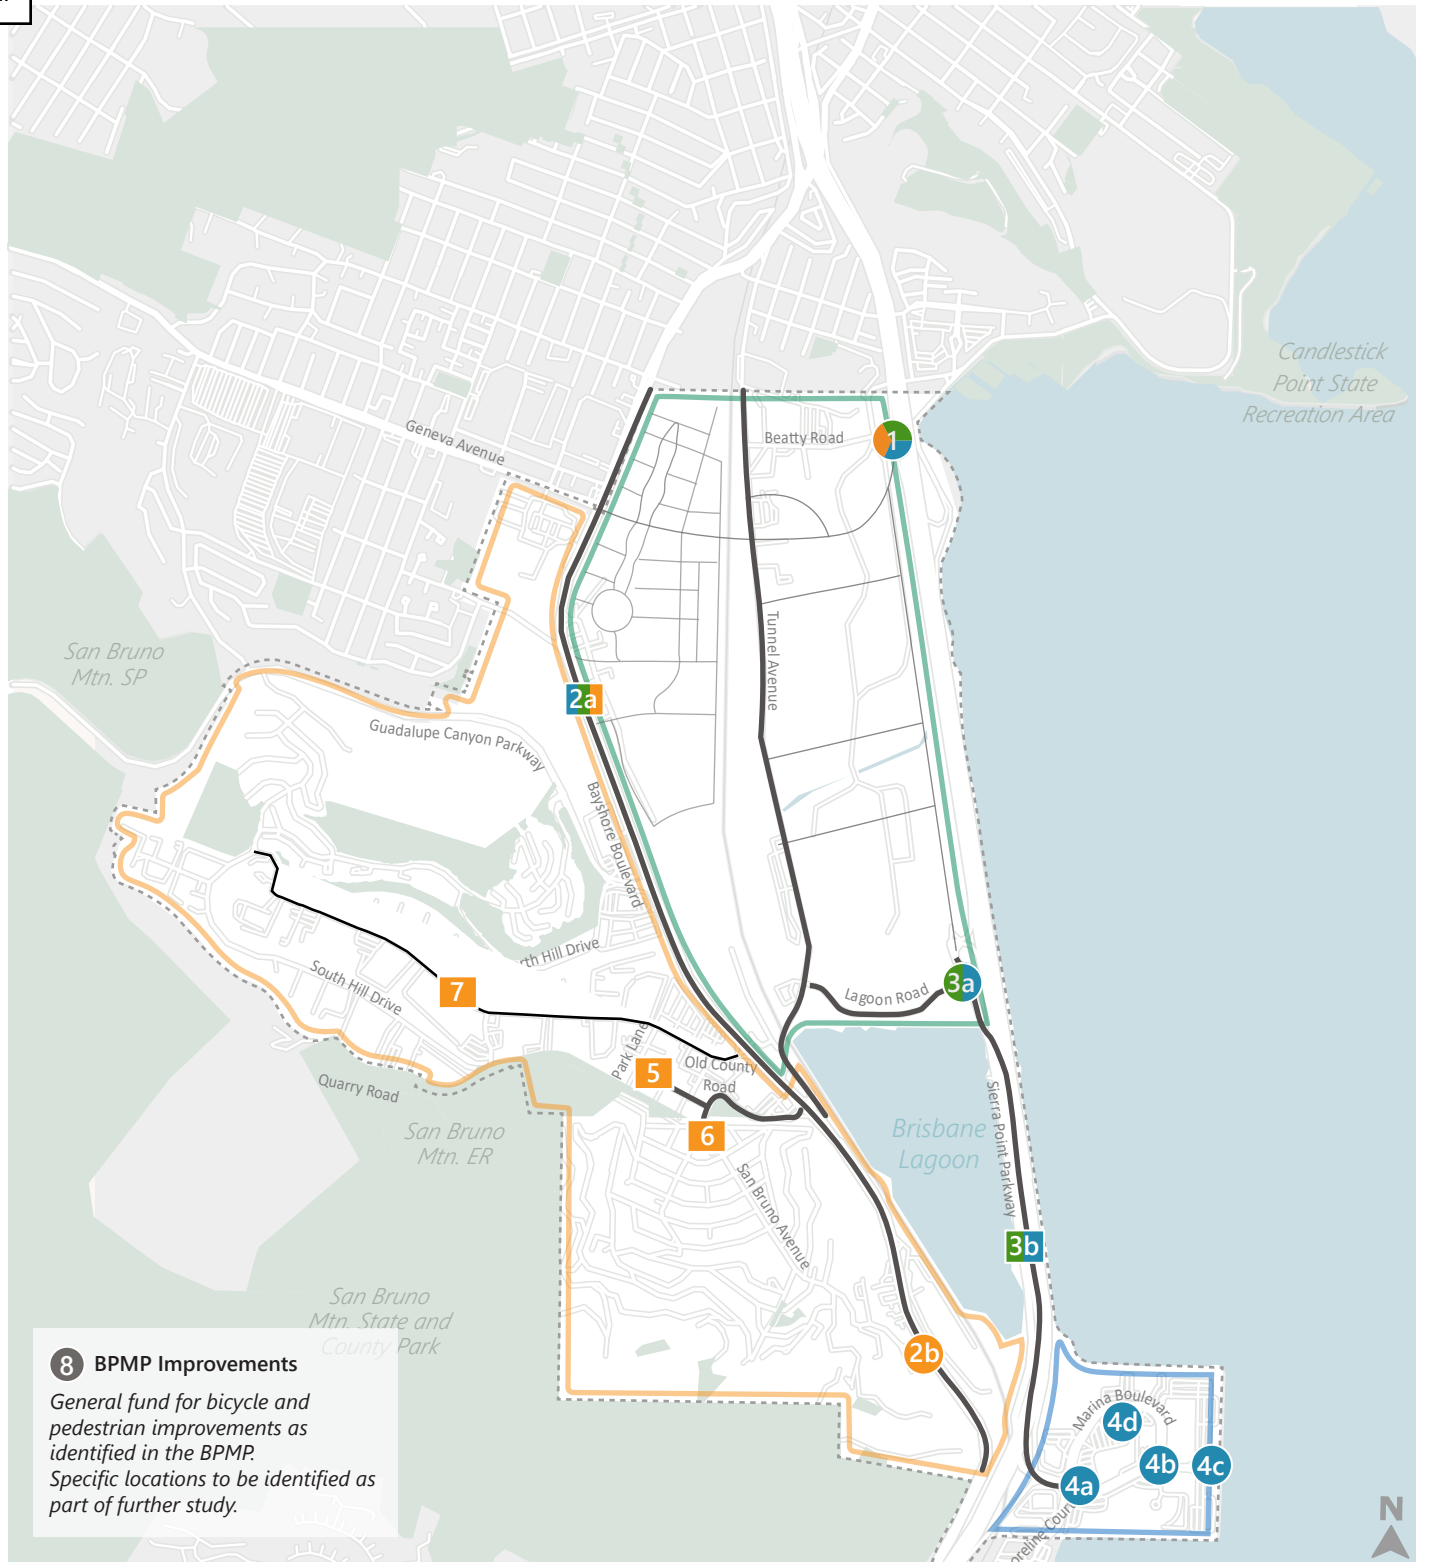 Candlestick
Point State
Recreation Area
Geneva Avenue
Beatty Road
1
San Bruno
Mtn. SP
Tunnel Avenue
2a
Guadalupe Canyon Parkway
Bayshore Boulevard
rth Hill Drive
South Hill Drive
7
Lagoon Road
3a
Park Lane
Old County
Road
5
6
Quarry Road
San Bruno
Mtn. ER
Brisbane
Lagoon
Sierra Point Parkway
San Bruno Avenue
3b
San Bruno
Mtn. State and
County Park
2b
8 BPMP Improvements
General fund for bicycle and
pedestrian improvements as
identified in the BPMP.
Specific locations to be identified as
part of further study.
Marina Boulevard
4d
4b
4c
4a
oreline Court
N